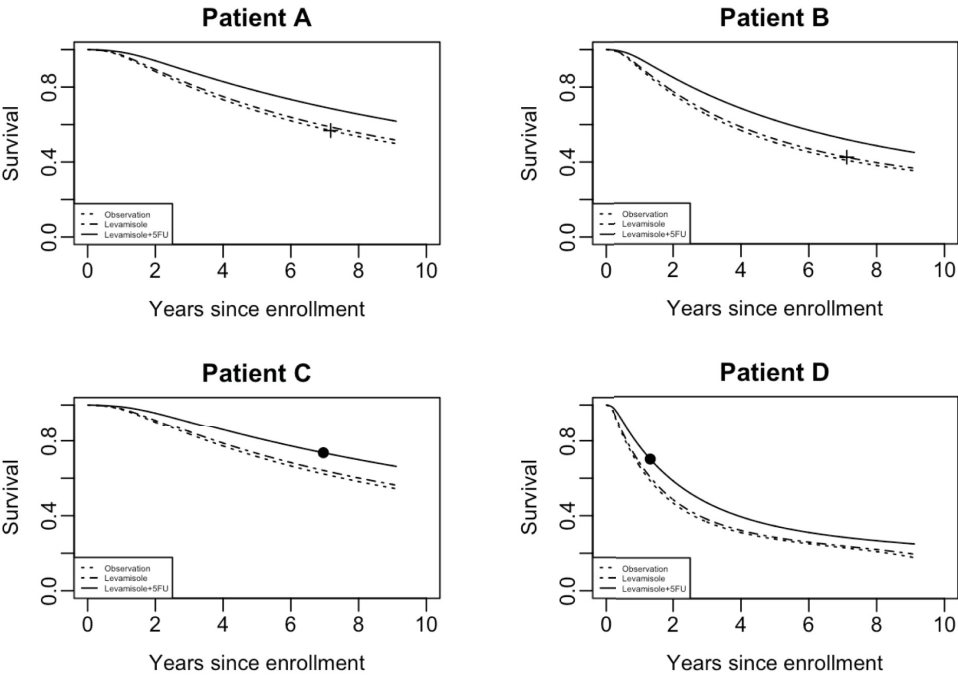 Patient A
Survival
0.0 0.4 0.8
Observation
Levamisole
Levamisole+5FU
0 2 4 6 8 10
Years since enrollment
Patient B
Survival
0.0 0.4 0.8
Observation
Levamisole
Levamisole+5FU
0 2 4 6 8 10
Years since enrollment
Patient C
Survival
0.0 0.4 0.8
Observation
Levamisole
Levamisole+5FU
0 2 4 6 8 10
Years since enrollment
Patient D
Survival
0.0 0.4 0.8
Observation
Levamisole
Levamisole+5FU
0 2 4 6 8 10
Years since enrollment